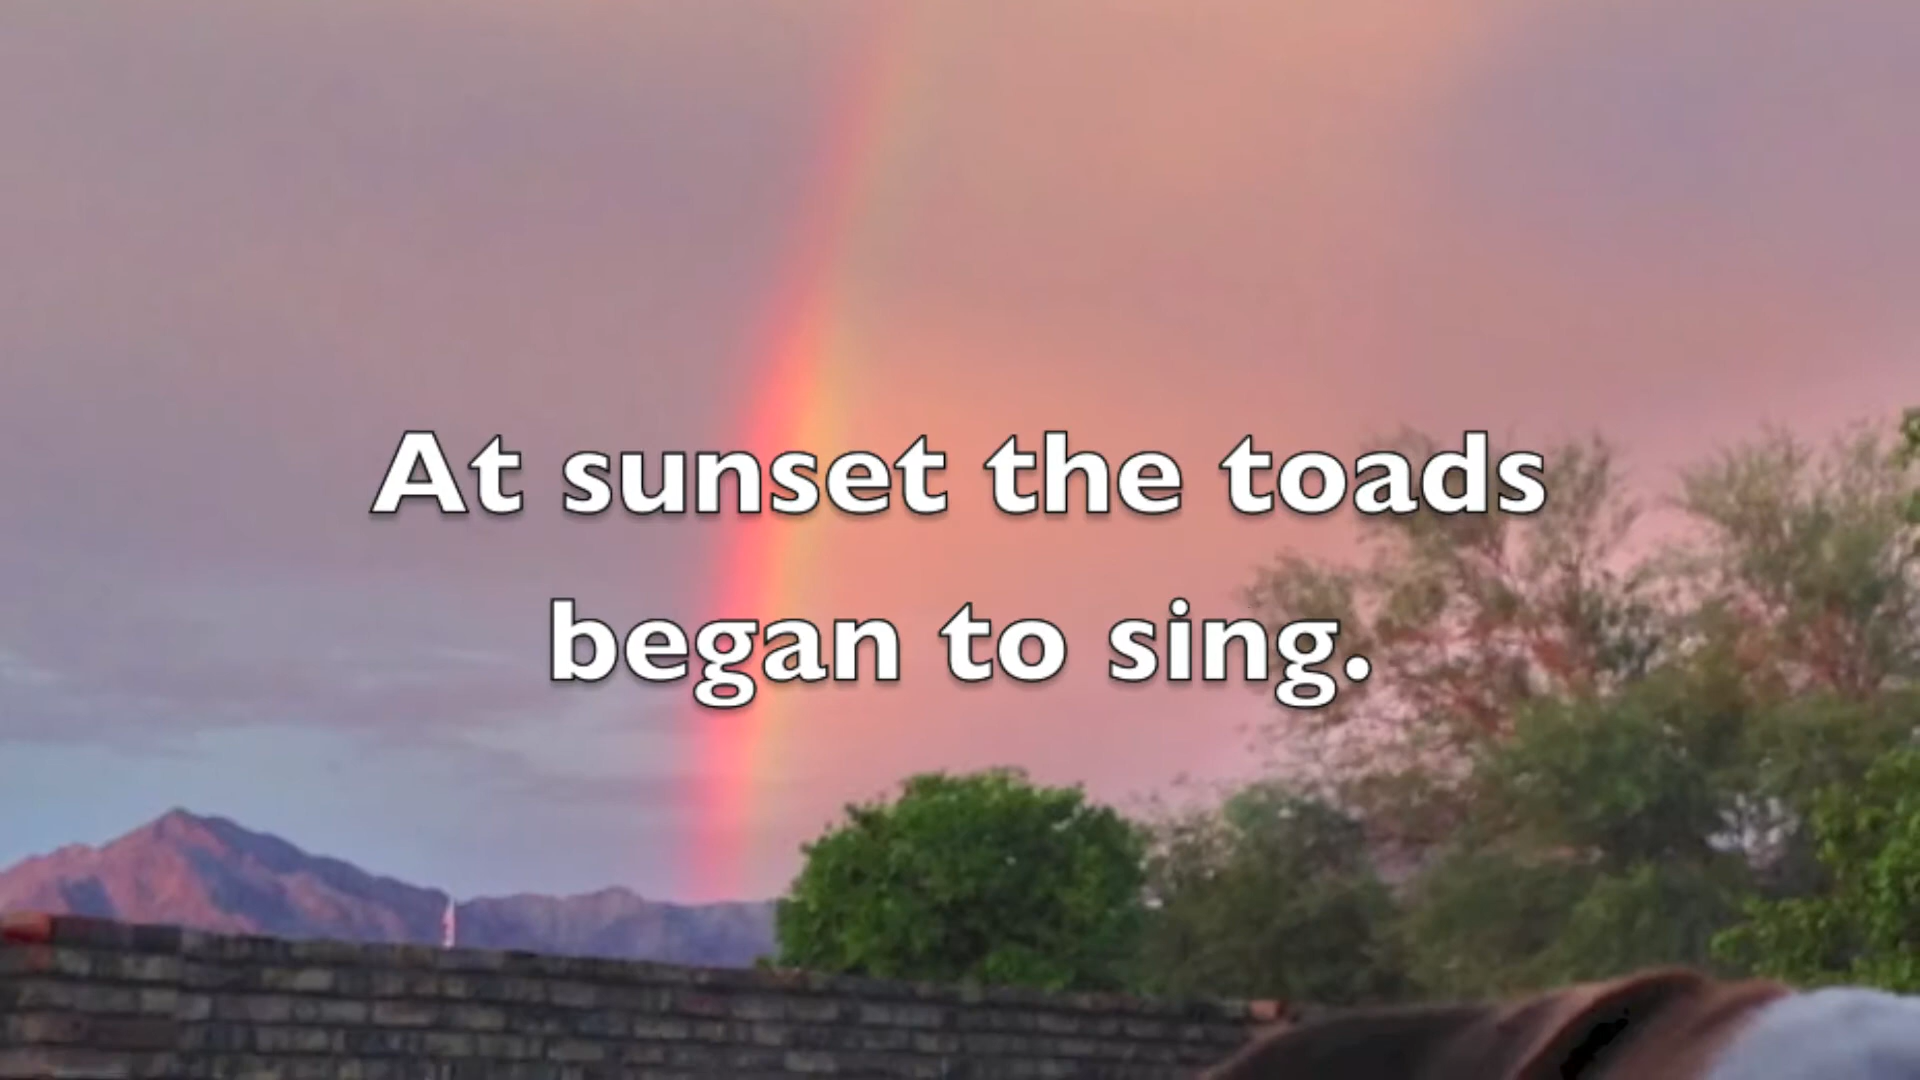 At sunset the toads
began to sing.